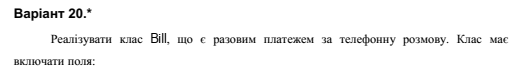 Варіант 20.*
Реалізувати клас Bill, що є разовим платежем за телефонну розмову. Клас має
включати поля: